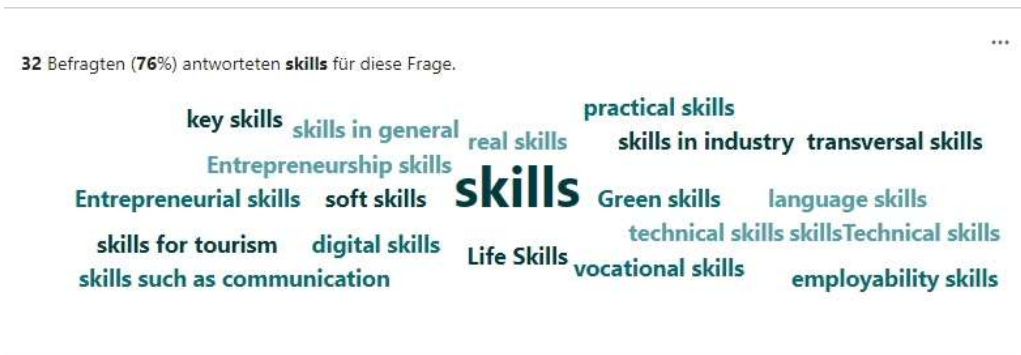 ...
32 Befragten (76%) antworteten skills für diese Frage.
practical skills
key skills
skills in general
real skills
skills in industry
transversal skills
Entrepreneurship skills
skills
Entrepreneurial skills
soft skills
Green skills
language skills
technical skills skillsTechnical skills
skills for tourism
digital skills
Life Skills
vocational skills
skills such as communication
employability skills